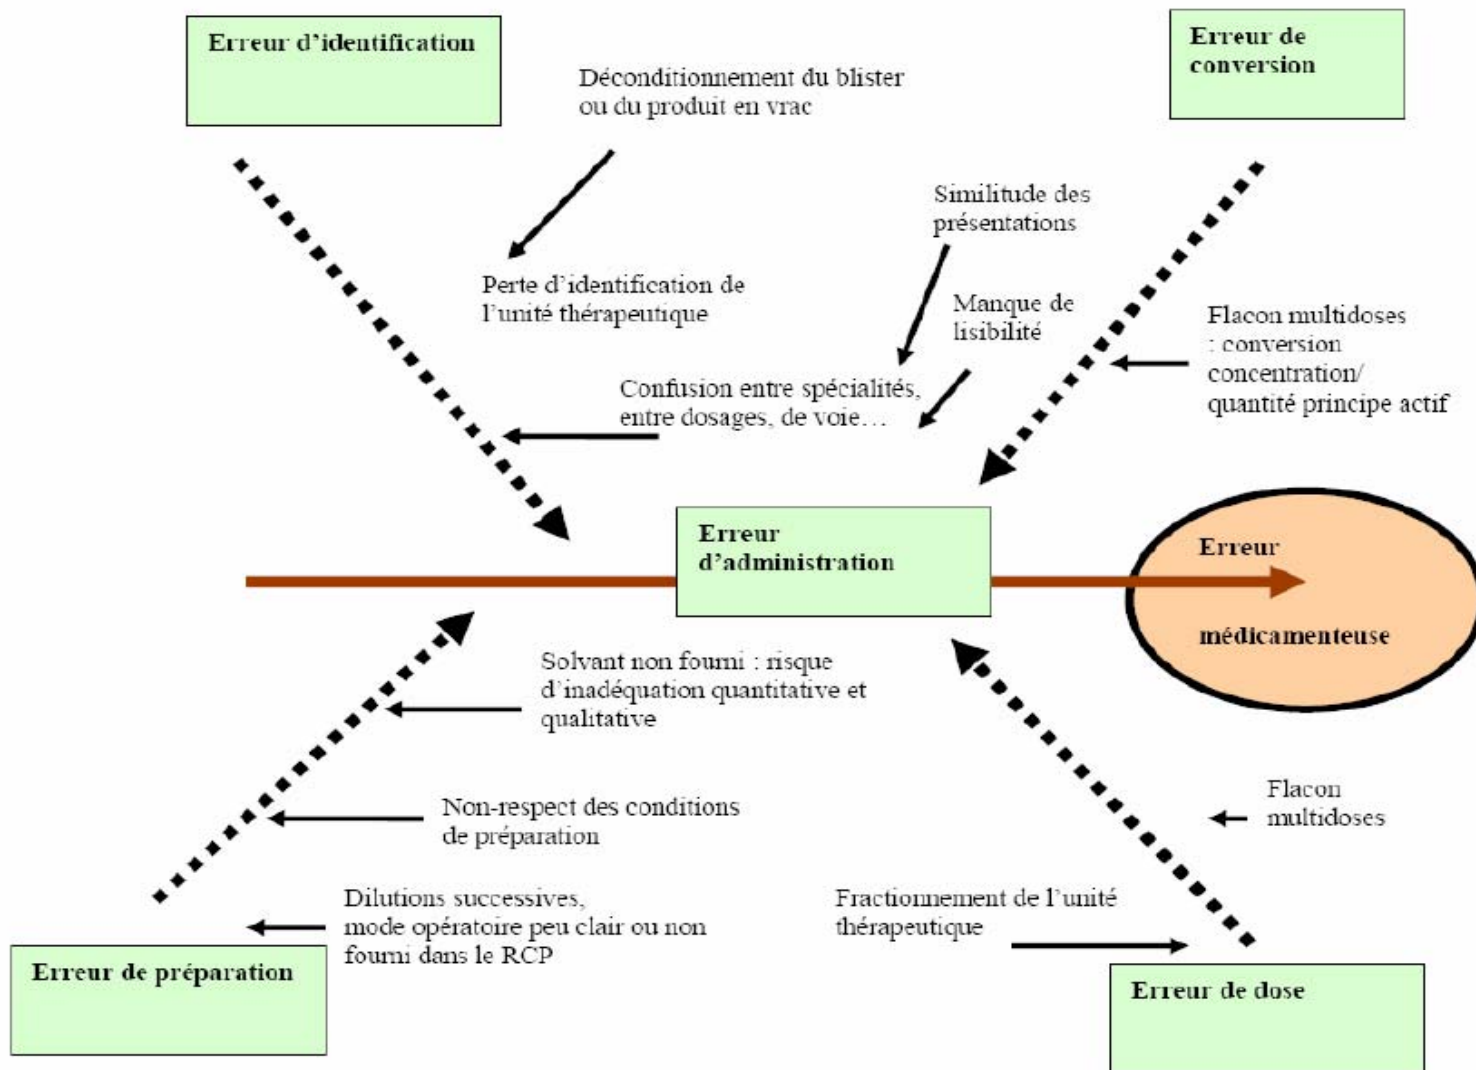 Erreur d’identification
Erreur de
conversion
Déconditionnement du blister
ou du produit en vrac
Similitude des
présentations
Perte d’identification de
l’unité thérapeutique
Manque de
lisibilité
Flacon multidoses
: conversion
concentration/
quantité principe actif
Confusion entre spécialités,
entre dosages, de voie…
Erreur
d’administration
Erreur
médicamenteuse
Solvant non fourni : risque
d’inadéquation quantitative et
qualitative
Non-respect des conditions
de préparation
Flacon
multidoses
Dilutions successives,
mode opératoire peu clair ou non
fourni dans le RCP
Fractionnement de l’unité
thérapeutique
Erreur de préparation
Erreur de dose